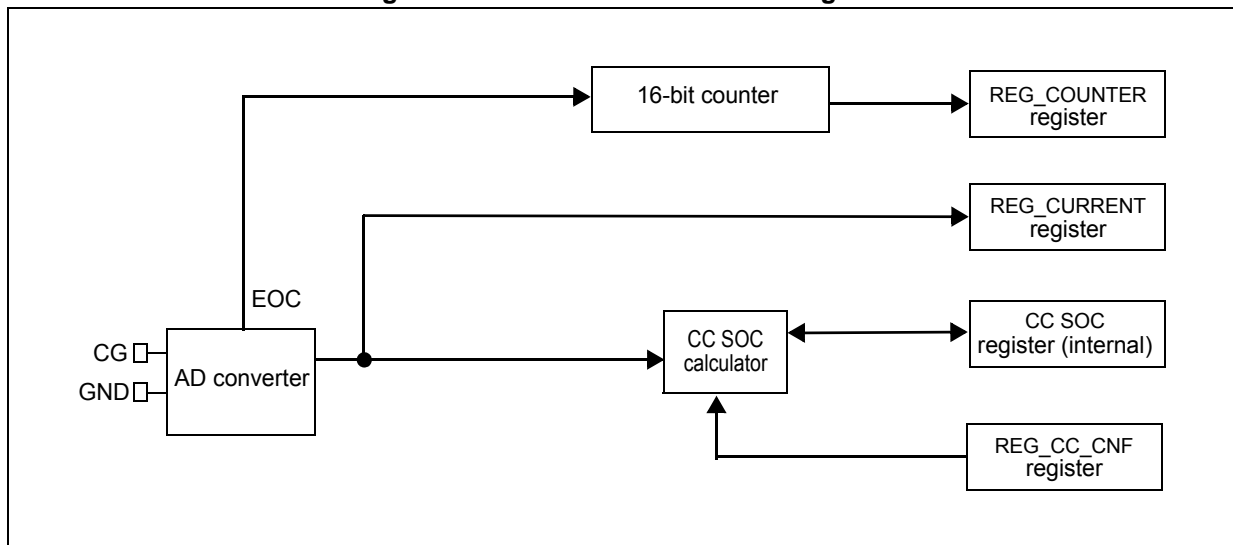 16-bit counter
REG_COUNTER
register
REG_CURRENT
register
EOC
CG
GND
AD converter
CC SOC
calculator
CC SOC
register (internal)
REG_CC_CNF
register